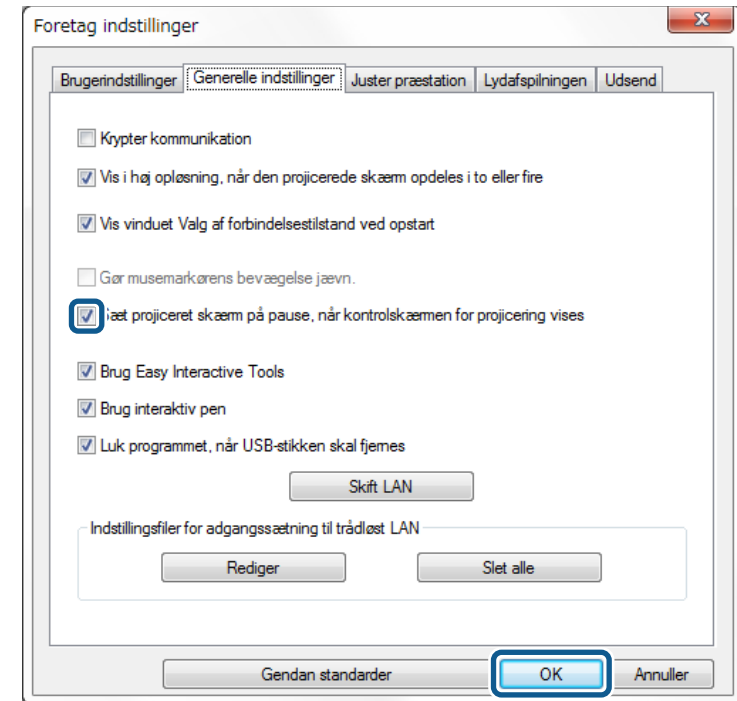 Foretag indstillinger
Brugerindstillinger Generelle indstillinger Juster præstation Lydafspilningen Udsend
Krypter kommunikation
Vis i høj opløsning, når den projicerede skærm opdeles i to eller fire
Vis vinduet Valg af forbindelsestilstand ved opstart
Gør musemarkørens bevægelse jævn.
Sæt projiceret skærm på pause, når kontrolskærmen for projicering vises
Brug Easy Interactive Tools
Brug interaktiv pen
Luk programmet, når USB-stikken skal fjernes
Skift LAN
Indstillingsfiler for adgangssætning til trådløst LAN
Rediger Slet alle
Gendan standarder OK Annuller